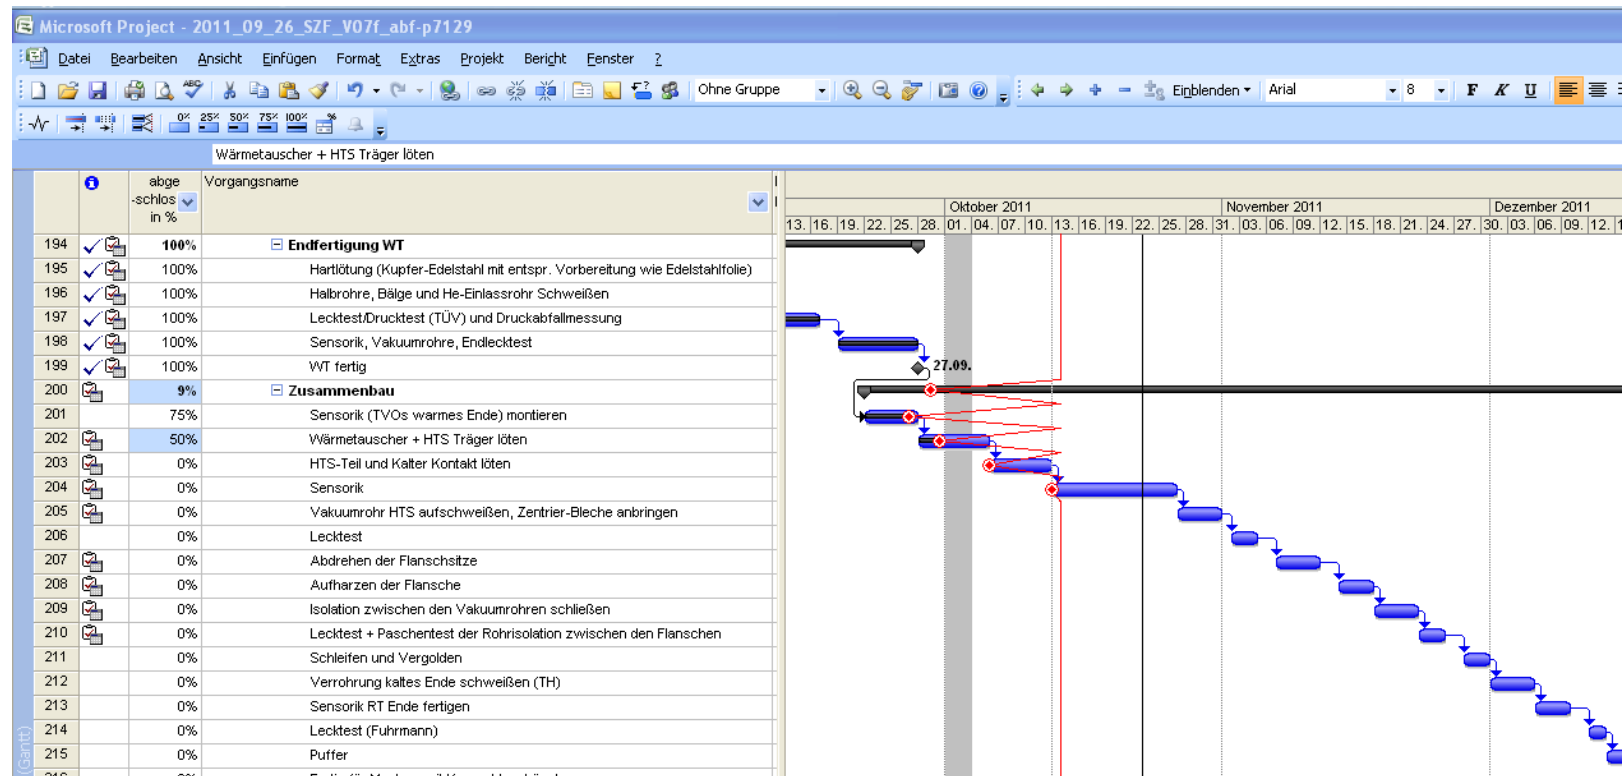 Microsoft Project - 2011_09_26_SZF_V07f_abf-p7129
Datei Bearbeiten Ansicht Einfügen Format Extras Projekt Bericht Fenster ?
ABC Ohne Gruppe Einblenden Arial 8 F K U
0% 25% 50% 75% 100% %
Wärmetauscher + HTS Träger löten
abge
-schlos
in %
Vorgangsname
Oktober 2011 November 2011 Dezember 2011
13. 16. 19. 22. 25. 28. 01. 04. 07. 10. 13. 16. 19. 22. 25. 28. 31. 03. 06. 09. 12. 15. 18. 21. 24. 27. 30. 03. 06. 09. 12.
194 100% Endfertigung WT
195 100% Hartlötung (Kupfer-Edelstahl mit entspr. Vorbereitung wie Edelstahlfolie)
196 100% Halbrohre, Bälge und He-Einlassrohr Schweißen
197 100% Lecktest/Drucktest (TÜV) und Druckabfallmessung
198 100% Sensorik, Vakuumrohre, Endlecktest
199 100% WT fertig 27.09.
200 9% Zusammenbau
201 75% Sensorik (TVOs warmes Ende) montieren
202 50% Wärmetauscher + HTS Träger löten
203 0% HTS-Teil und Kalter Kontakt löten
204 0% Sensorik
205 0% Vakuumrohr HTS aufschweißen, Zentrier-Bleche anbringen
206 0% Lecktest
207 0% Abdrehen der Flanschsitze
208 0% Aufharzen der Flansche
209 0% Isolation zwischen den Vakuumrohren schließen
210 0% Lecktest + Paschentest der Rohrisolation zwischen den Flanschen
211 0% Schleifen und Vergolden
212 0% Verrohrung kaltes Ende schweißen (TH)
213 0% Sensorik RT Ende fertigen
214 0% Lecktest (Fuhrmann)
215 0% Puffer
(Gantt)